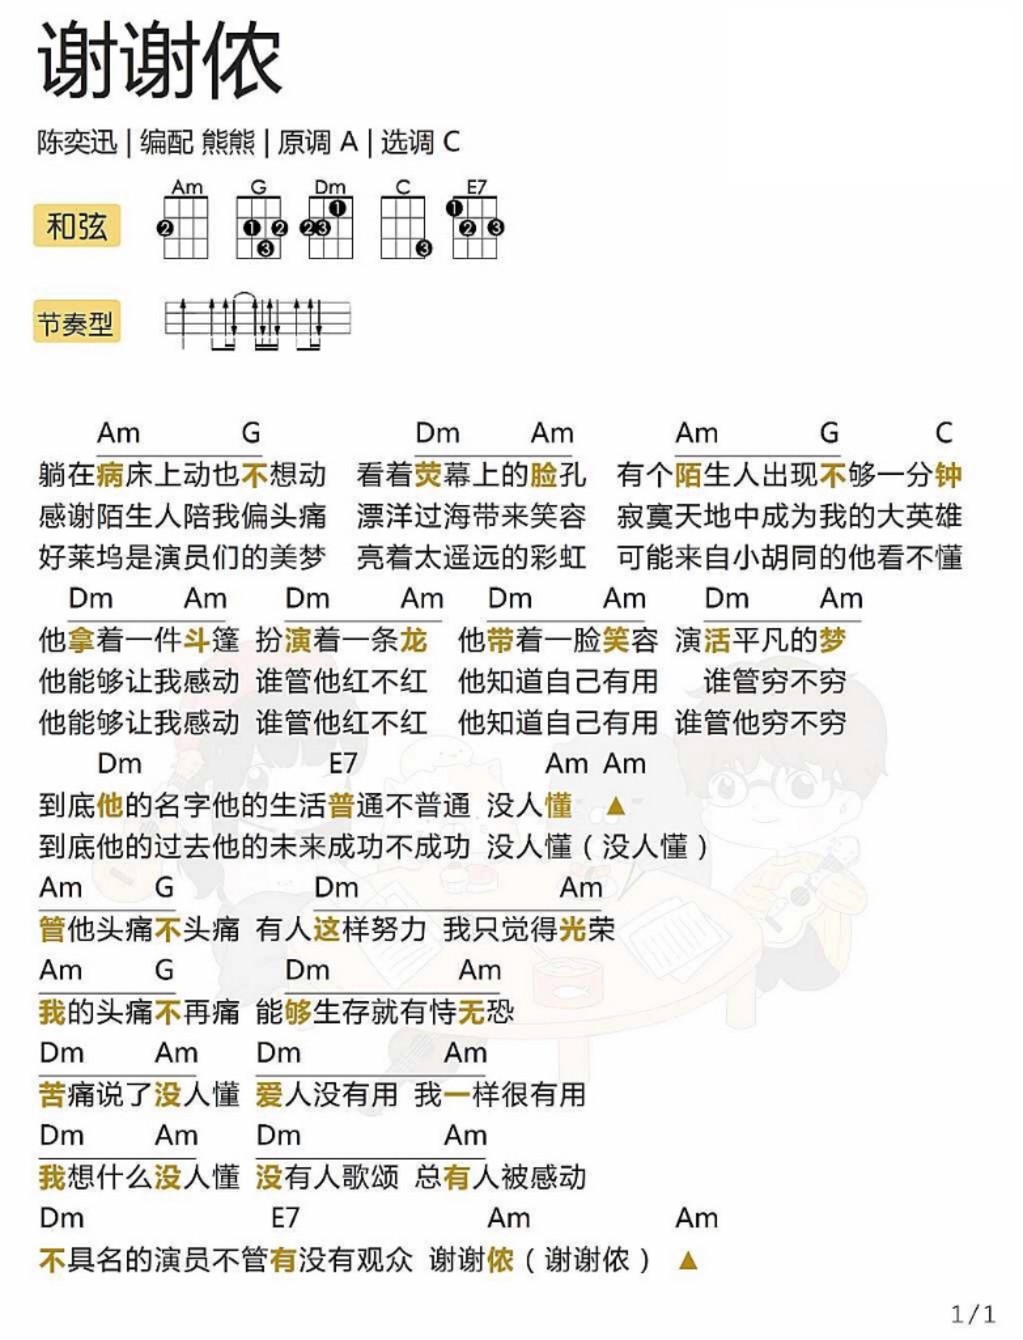 谢谢侬
陈奕迅 | 编配 熊熊 | 原调 A | 选调 C
和弦 Am G Dm C E7
2 1 2 3 1 2 3 3 1 2 3
节奏型
Am G Dm Am Am G C
躺在病床上动也不想动 看着荧幕上的脸孔 有个陌生人出现不够一分钟
感谢陌生人陪我偏头痛 漂洋过海带来笑容 寂寞天地中成为我的大英雄
好莱坞是演员们的美梦 亮着太遥远的彩虹 可能来自小胡同的他看不懂
Dm Am Dm Am Dm Am Dm Am
他拿着一件斗篷 扮演着一条龙 他带着一脸笑容 演活平凡的梦
他能够让我感动 谁管他红不红 他知道自己有用 谁管穷不穷
他能够让我感动 谁管他红不红 他知道自己有用 谁管他穷不穷
Dm E7 Am Am
到底他的名字他的生活普通不普通 没人懂 ▲
到底他的过去他的未来成功不成功 没人懂（没人懂）
Am G Dm Am
管他头痛不头痛 有人这样努力 我只觉得光荣
Am G Dm Am
我的头痛不再痛 能够生存就有恃无恐
Dm Am Dm Am
苦痛说了没人懂 爱人没有用 我一样很有用
Dm Am Dm Am
我想什么没人懂 没有人歌颂 总有人被感动
Dm E7 Am Am
不具名的演员不管有没有观众 谢谢侬（谢谢侬） ▲
1/1